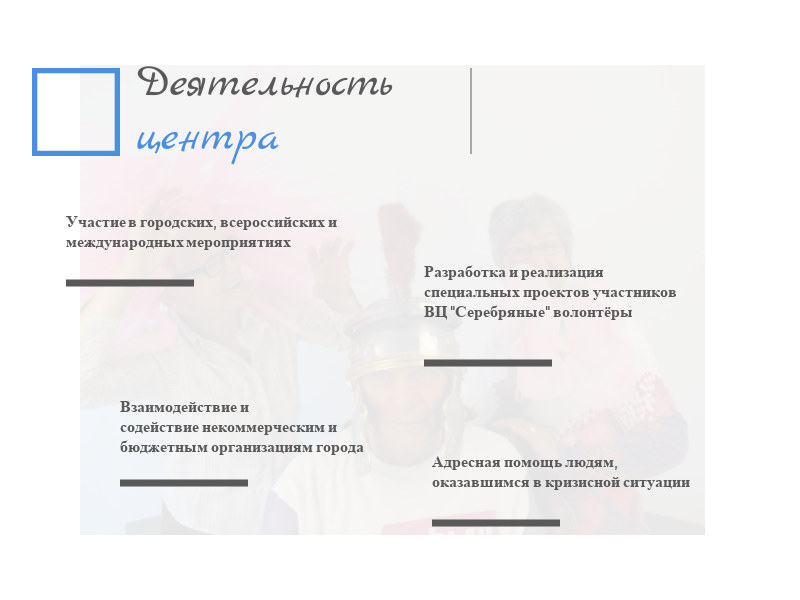 Деятельность
центра
Участие в городских, всероссийских и
международных мероприятиях
Разработка и реализация
специальных проектов участников
ВЦ "Серебряные" волонтёры
Взаимодействие и
содействие некоммерческим и
бюджетным организациям города
Адресная помощь людям,
оказавшимся в кризисной ситуации